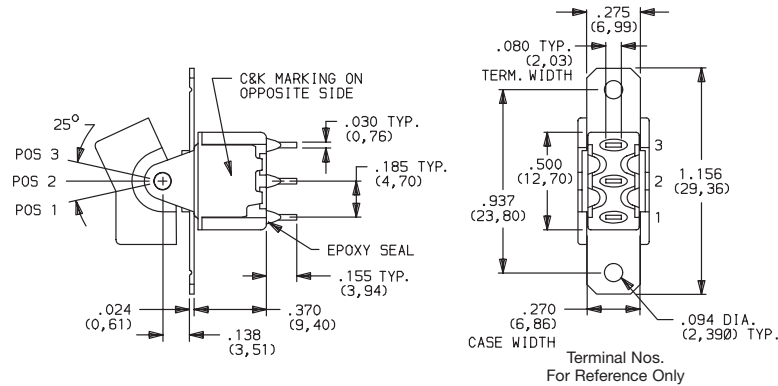 C&K MARKING ON
OPPOSITE SIDE
25°
POS 3
POS 2
POS 1
.030 TYP.
(0,76)
.185 TYP.
(4,70)
EPOXY SEAL
.155 TYP.
(3,94)
.024
(0,61)
.370
(9,40)
.138
(3,51)
.275
(6,99)
.080 TYP.
(2,03)
TERM. WIDTH
3
.500
(12,70)
2
1.156
(29,36)
.937
(23,80)
1
.270
(6,86)
CASE WIDTH
.094 DIA.
(2,39Ø) TYP.
Terminal Nos.
For Reference Only